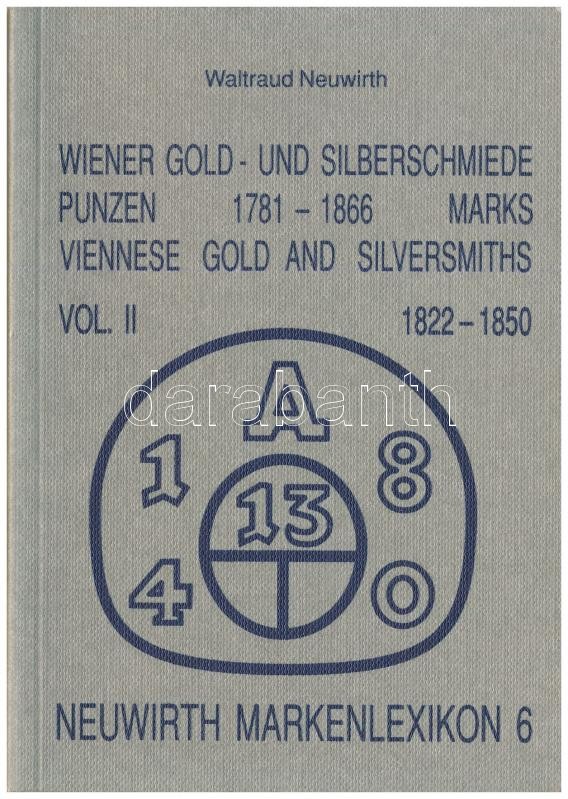 Waltraud Neuwirth
WIENER GOLD - UND SILBERSCHMIEDE
PUNZEN 1781 – 1866 MARKS
VIENNESE GOLD AND SILVERSMITHS
VOL. II 1822 – 1850
darabanth
A
1 8
13
4 0
NEUWIRTH MARKENLEXIKON 6